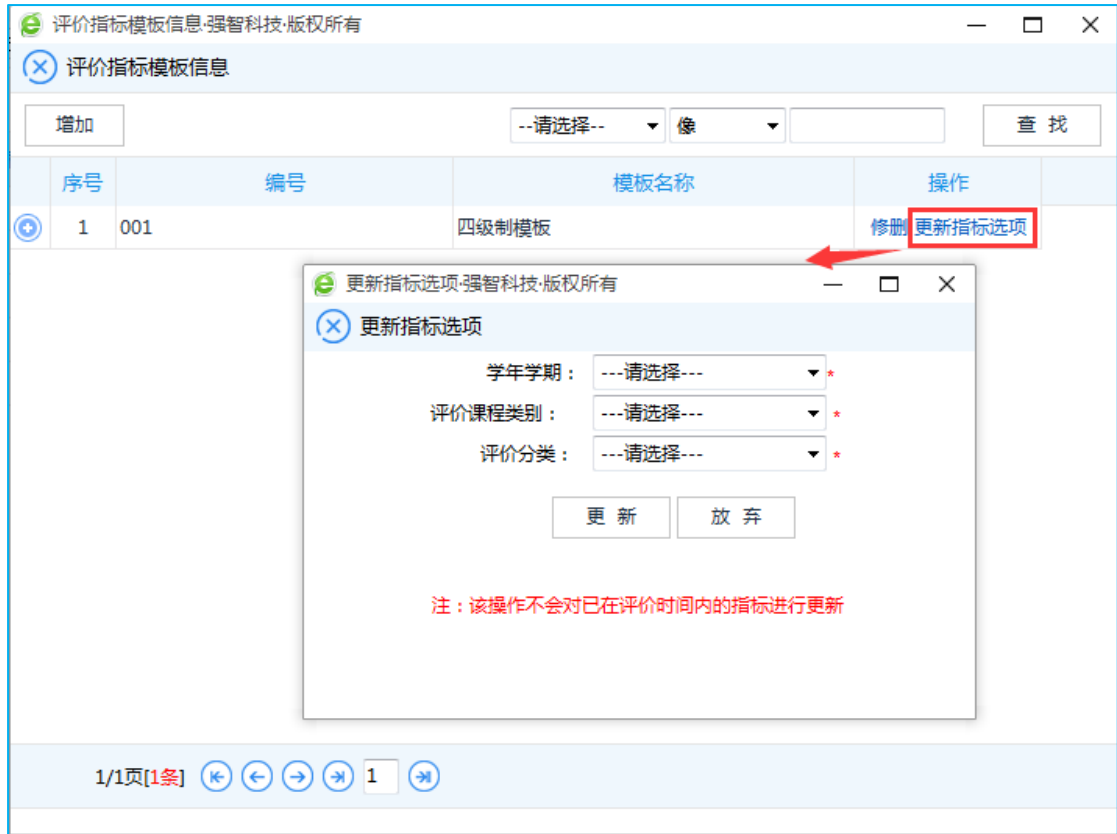 评价指标模板信息·强智科技·版权所有
评价指标模板信息
增加 --请选择-- 像 查 找
序号 编号 模板名称 操作
1 001 四级制模板 修删 更新指标选项
更新指标选项·强智科技·版权所有
更新指标选项
学年学期： ---请选择--- *
评价课程类别： ---请选择--- *
评价分类： ---请选择--- *
更 新 放 弃
注：该操作不会对已在评价时间内的指标进行更新
1/1页[1条] 1